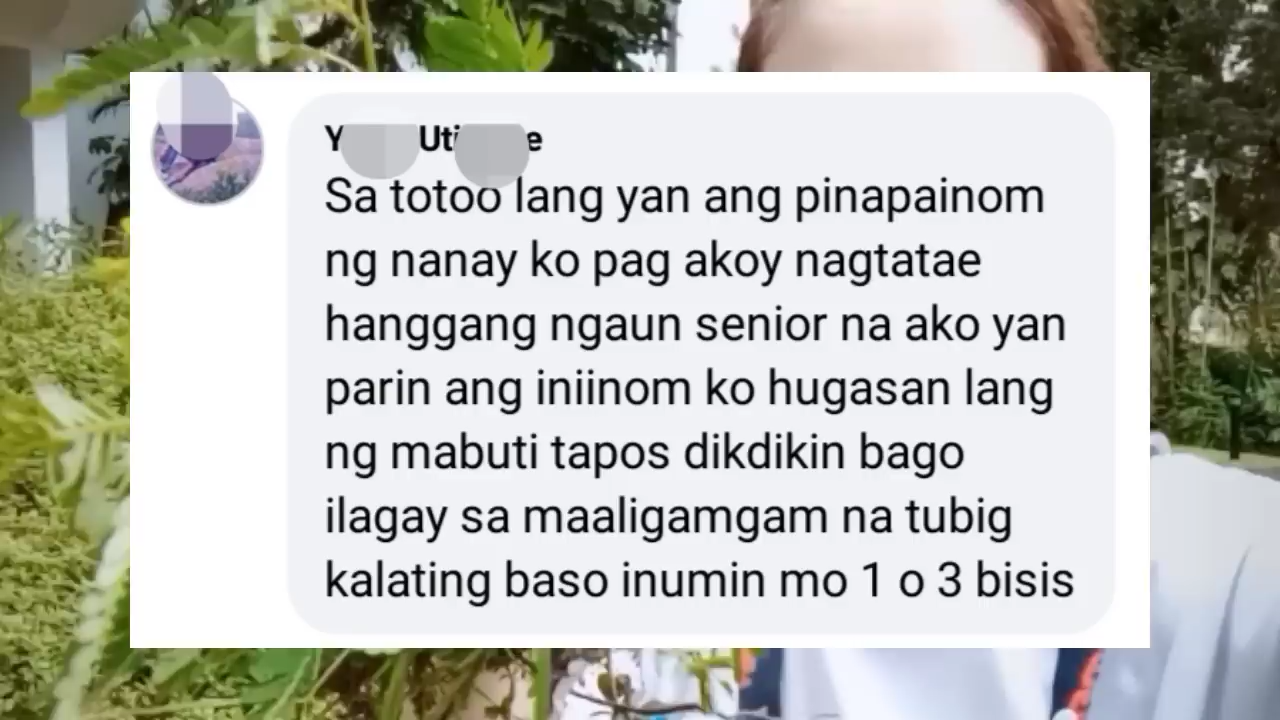 Sa totoo lang yan ang pinapainom
ng nanay ko pag akoy nagtatae
hanggang ngaun senior na ako yan
parin ang iniinom ko hugasan lang
ng mabuti tapos dikdikin bago
ilagay sa maaligamgam na tubig
kalating baso inumin mo 1 o 3 bisis